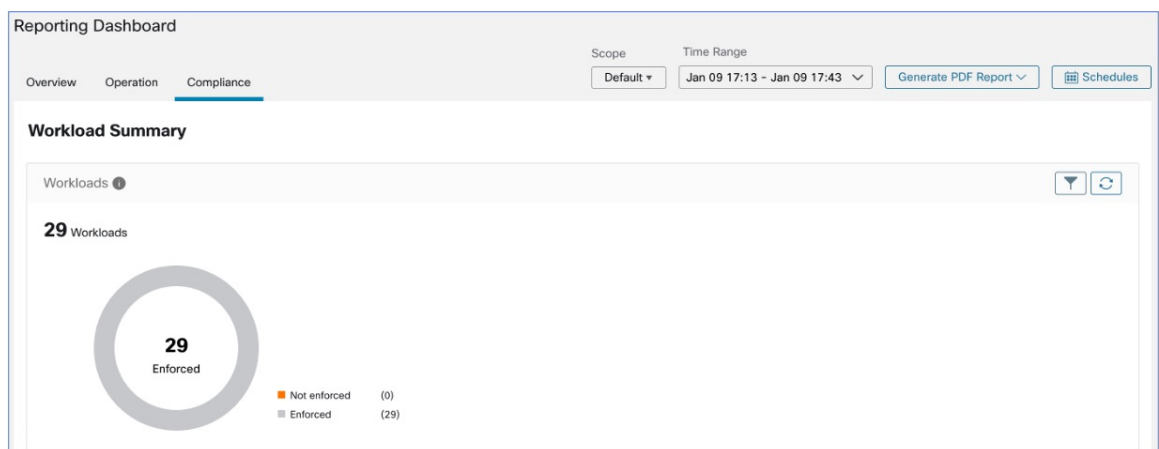 Reporting Dashboard
Scope
Time Range
Overview
Operation
Compliance
Default
Jan 09 17:13 - Jan 09 17:43
Generate PDF Report
Schedules
Workload Summary
Workloads
29 Workloads
29
Enforced
Not enforced (0)
Enforced (29)